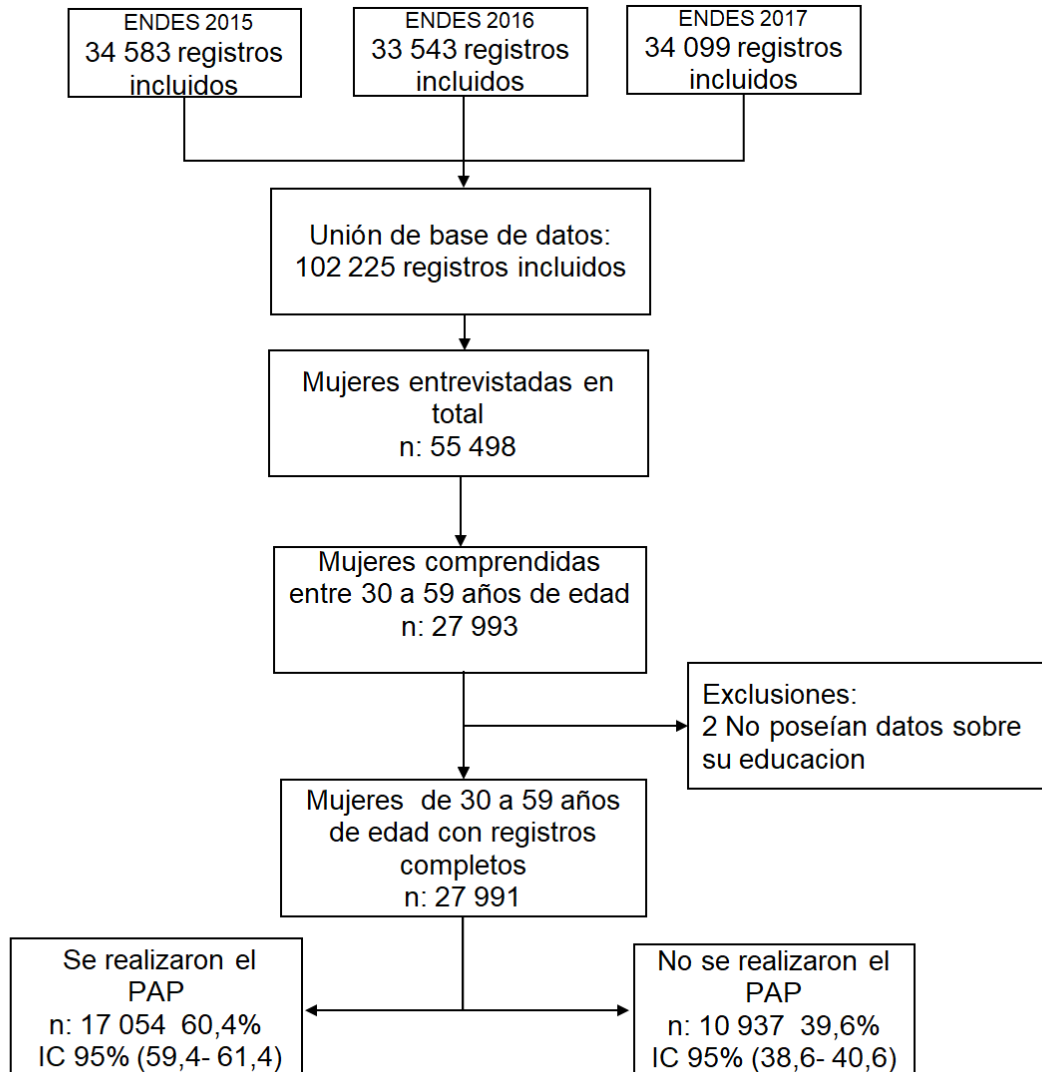 ENDES 2015
34 583 registros
incluidos
ENDES 2016
33 543 registros
incluidos
ENDES 2017
34 099 registros
incluidos
Unión de base de datos:
102 225 registros incluidos
Mujeres entrevistadas en
total
n: 55 498
Mujeres comprendidas
entre 30 a 59 años de edad
n: 27 993
Exclusiones:
2 No poseían datos sobre
su educacion
Mujeres de 30 a 59 años
de edad con registros
completos
n: 27 991
Se realizaron el
PAP
n: 17 054 60,4%
IC 95% (59,4- 61,4)
No se realizaron el
PAP
n: 10 937 39,6%
IC 95% (38,6- 40,6)